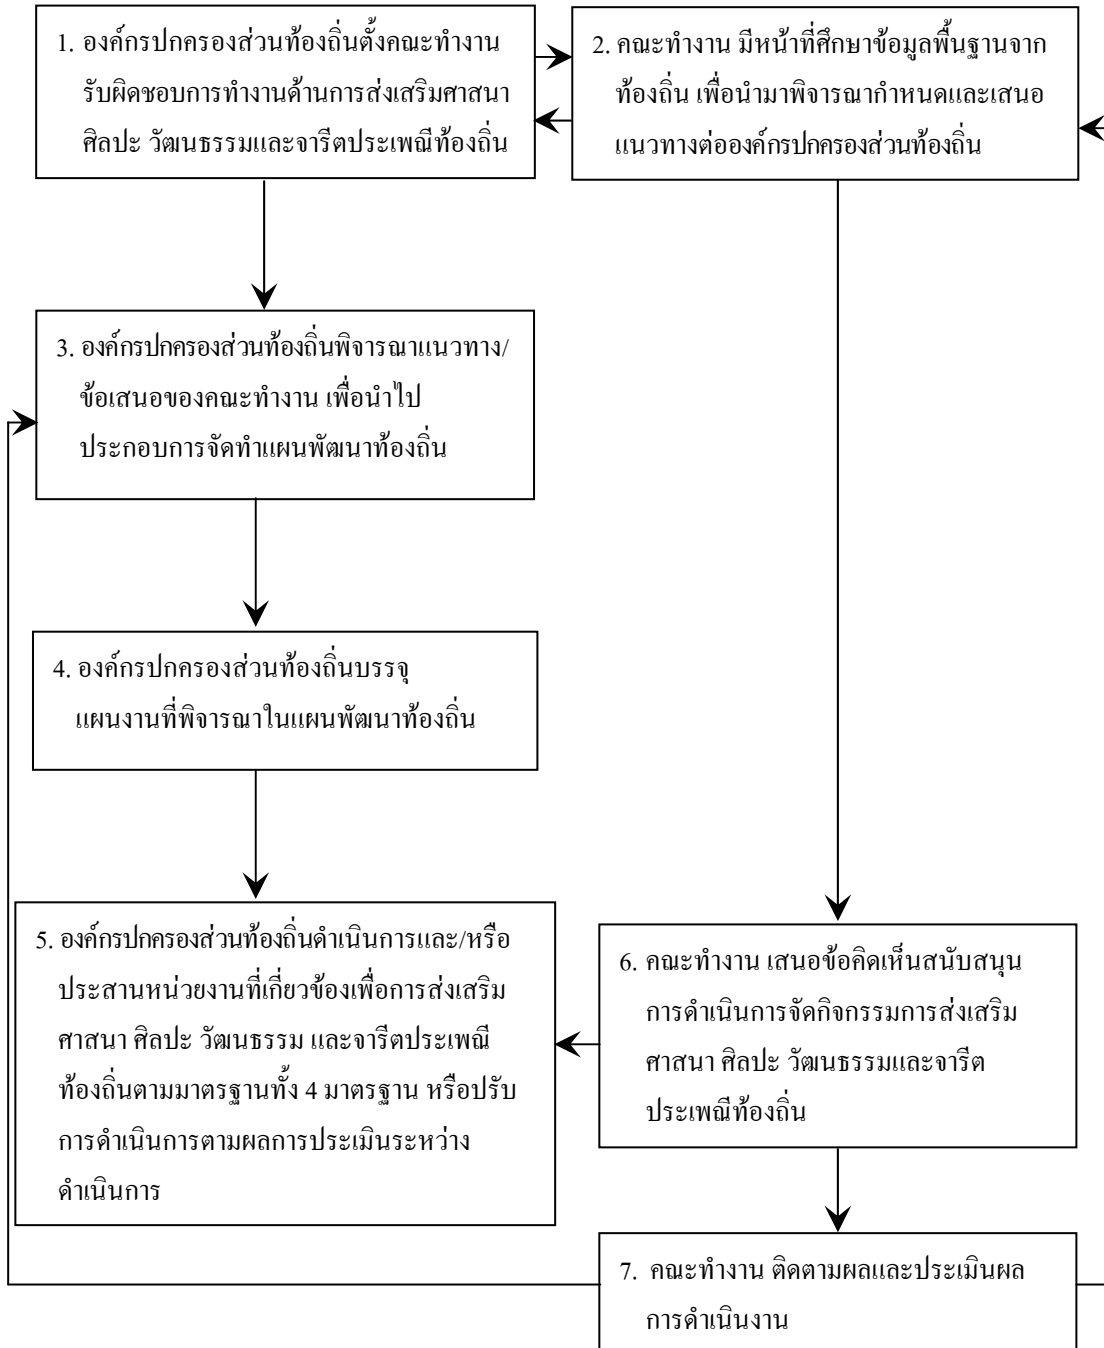 1. องค์กรปกครองส่วนท้องถิ่นตั้งคณะทำงาน
รับผิดชอบการทำงานด้านการส่งเสริมศาสนา
ศิลปะ วัฒนธรรมและจารีตประเพณีท้องถิ่น
2. คณะทำงาน มีหน้าที่ศึกษาข้อมูลพื้นฐานจาก
ท้องถิ่น เพื่อนำมาพิจารณากำหนดและเสนอ
แนวทางต่อองค์กรปกครองส่วนท้องถิ่น
3. องค์กรปกครองส่วนท้องถิ่นพิจารณาแนวทาง/
ข้อเสนอของคณะทำงาน เพื่อนำไป
ประกอบการจัดทำแผนพัฒนาท้องถิ่น
4. องค์กรปกครองส่วนท้องถิ่นบรรจุ
แผนงานที่พิจารณาในแผนพัฒนาท้องถิ่น
5. องค์กรปกครองส่วนท้องถิ่นดำเนินการและ/หรือ
ประสานหน่วยงานที่เกี่ยวข้องเพื่อการส่งเสริม
ศาสนา ศิลปะ วัฒนธรรม และจารีตประเพณี
ท้องถิ่นตามมาตรฐานทั้ง 4 มาตรฐาน หรือปรับ
การดำเนินการตามผลการประเมินระหว่าง
ดำเนินการ
6. คณะทำงาน เสนอข้อคิดเห็นสนับสนุน
การดำเนินการจัดกิจกรรมการส่งเสริม
ศาสนา ศิลปะ วัฒนธรรมและจารีต
ประเพณีท้องถิ่น
7. คณะทำงาน ติดตามผลและประเมินผล
การดำเนินงาน